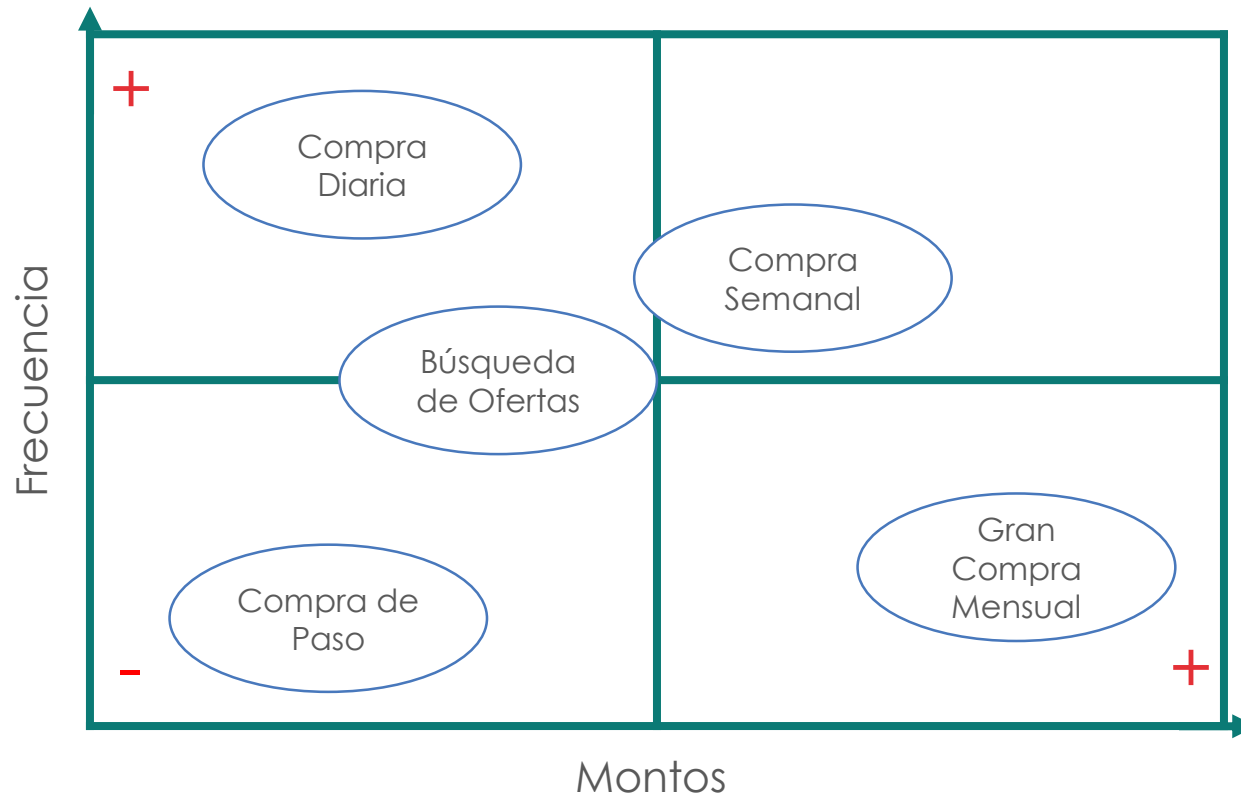 +
Compra
Diaria
Compra
Semanal
Búsqueda
de Ofertas
Frecuencia
Gran
Compra
Mensual
Compra de
Paso
-
+
Montos